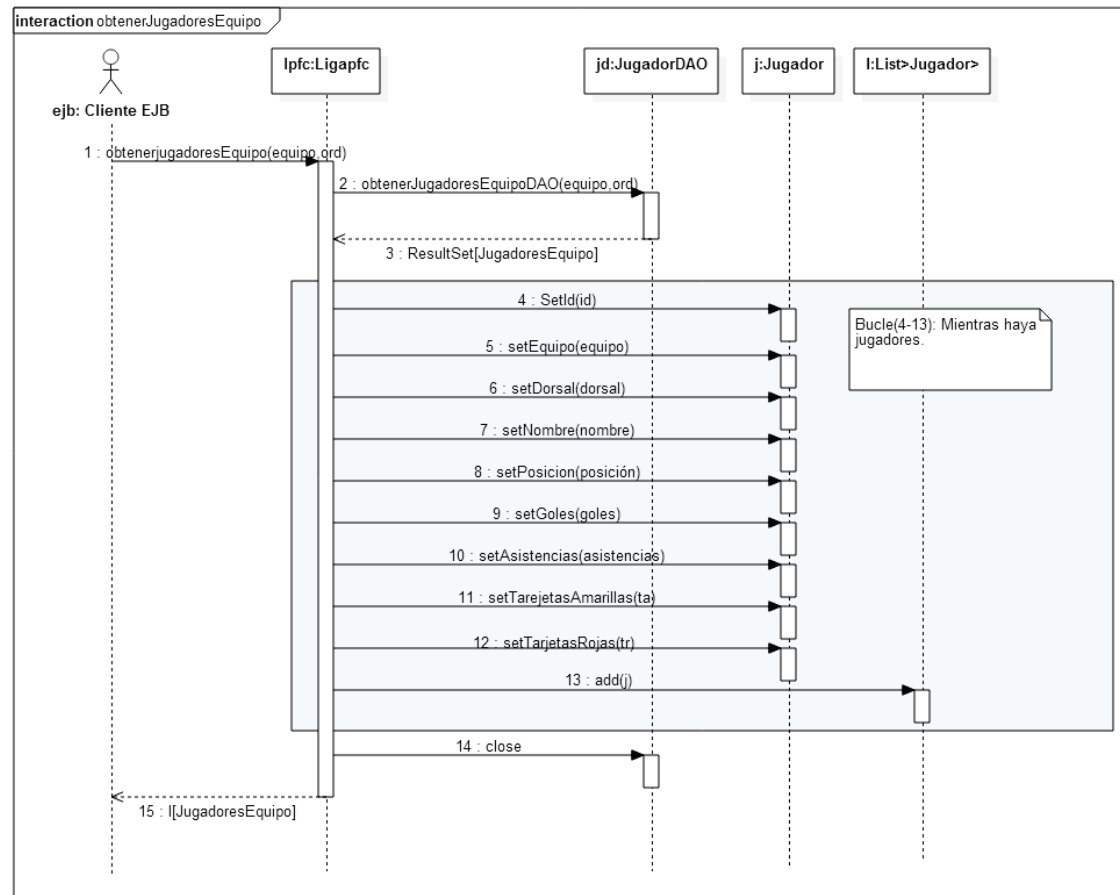 interaction obtenerJugadoresEquipo
ejb: Cliente EJB
lpfc:Ligapfc
jd:JugadorDAO
j:Jugador
l:List>Jugador>
1 : obtenerjugadoresEquipo(equipo,ord)
2 : obtenerJugadoresEquipoDAO(equipo,ord)
3 : ResultSet[JugadoresEquipo]
4 : SetId(id)
Bucle(4-13): Mientras haya
jugadores.
5 : setEquipo(equipo)
6 : setDorsal(dorsal)
7 : setNombre(nombre)
8 : setPosicion(posición)
9 : setGoles(goles)
10 : setAsistencias(asistencias)
11 : setTarejetasAmarillas(ta)
12 : setTarjetasRojas(tr)
13 : add(j)
14 : close
15 : l[JugadoresEquipo]